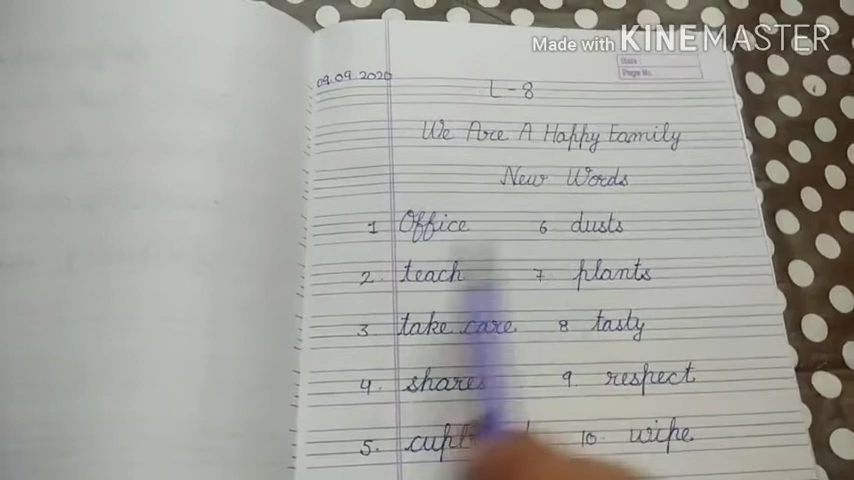 Made with KINEMASTER
Date :
Page No.
09.09.2020
L-8
We Are A Happy Family
New Words
1 Office 6 dusts
2. teach 7. plants
3 take care 8 tasty
4. shares 9. respect
5. 10. wipe